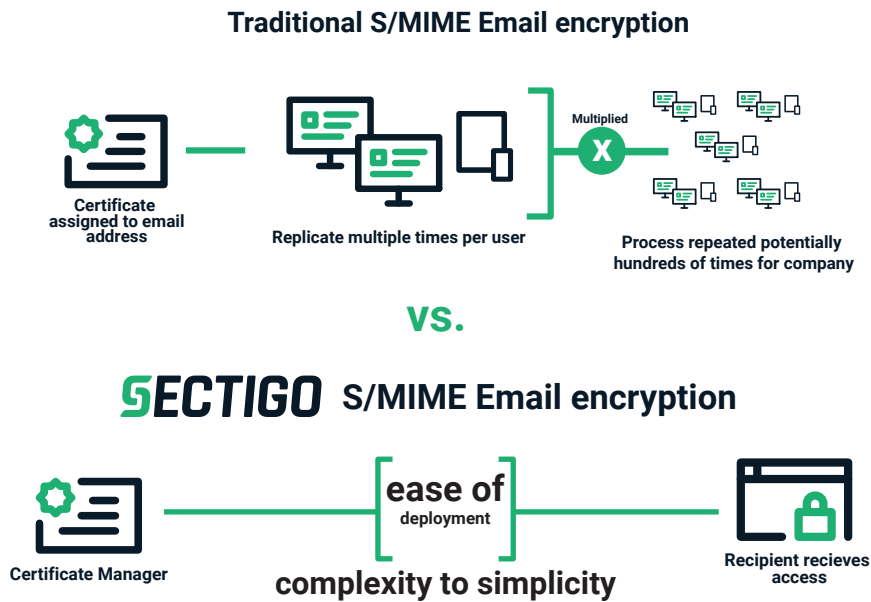 Traditional S/MIME Email encryption
Multiplied
X
Certificate
assigned to email
address
Replicate multiple times per user
Process repeated potentially
hundreds of times for company
vs.
SECTIGO S/MIME Email encryption
ease of
deployment
Certificate Manager
complexity to simplicity
Recipient recieves
access